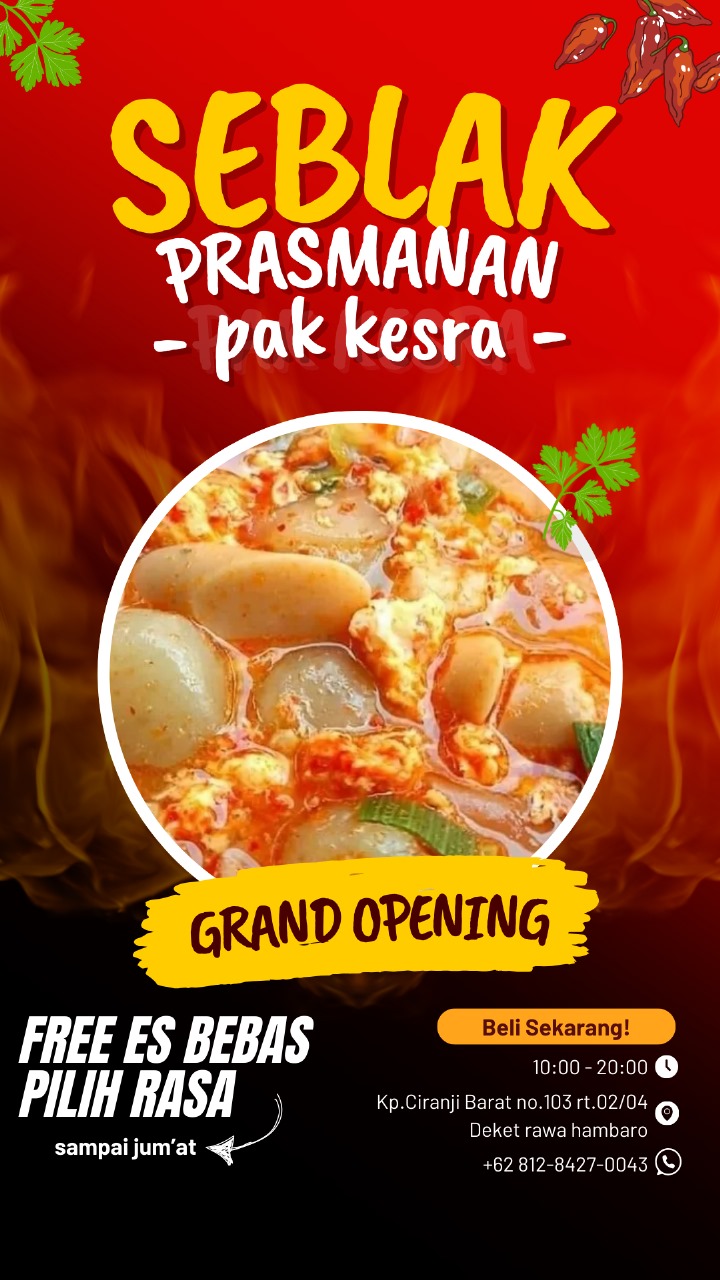 SEBLAK
PRASMANAN
- pak kesra -
GRAND OPENING
FREE ES BEBAS
PILIH RASA
sampai jum'at
Beli Sekarang!
10:00 - 20:00
Kp.Ciranji Barat no.103 rt.02/04
Deket rawa hambaro
+62 812-8427-0043